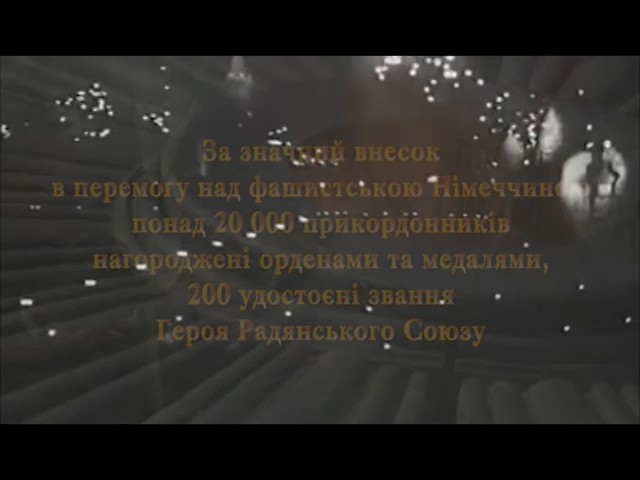 За значний внесок
в перемогу над фашистською Німеччиною
понад 20 000 прикордонників
нагороджені орденами та медалями,
200 удостоєні звання
Героя Радянського Союзу